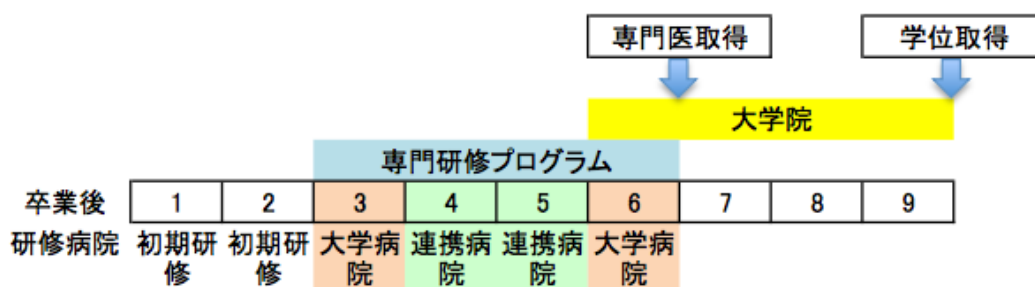 専門医取得 学位取得
大学院
専門研修プログラム
卒業後 1 2 3 4 5 6 7 8 9
研修病院 初期研修 初期研修 大学病院 連携病院 連携病院 大学病院